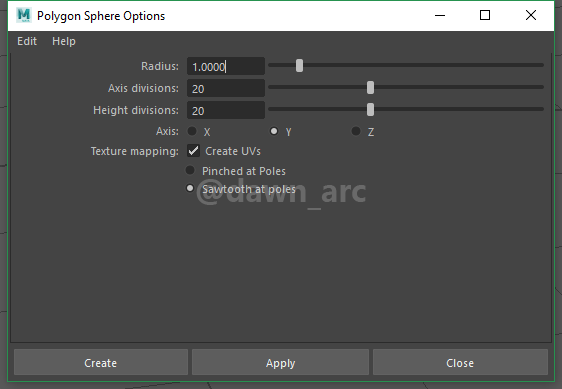 Polygon Sphere Options
Edit Help
Radius: 1.0000
Axis divisions: 20
Height divisions: 20
Axis: X Y Z
Texture mapping: Create UVs
Pinched at Poles
Sawtooth at poles
@dawn_arc
Create Apply Close